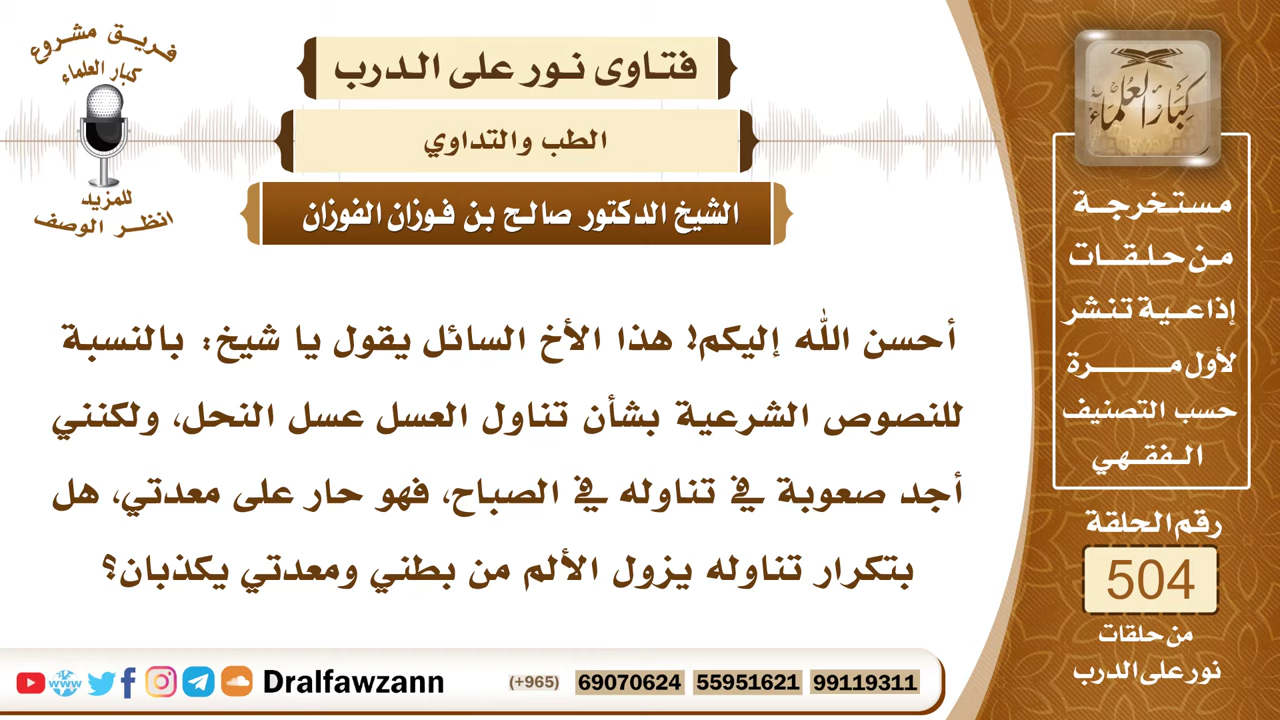 فريق مشروع
كبار العلماء
للمزيد
انظر الوصف
فتاوى نور على الدرب
الطب والتداوي
الشيخ الدكتور صالح بن فوزان الفوزان
أحسن الله إليكم! هذا الأخ السائل يقول يا شيخ: بالنسبة
للنصوص الشرعية بشأن تناول العسل عسل النحل، ولكنني
أجد صعوبة في تناوله في الصباح، فهو حار على معدتي، هل
بتكرار تناوله يزول الألم من بطني ومعدتي يكذبان؟
كبار العلماء
مستخرجة
من حلقات
إذاعية تنشر
لأول مرة
حسب التصنيف
الفقهي
رقم الحلقة
504
من حلقات
نور على الدرب
www
Dralfawzann (+965) 69070624 55951621 99119311